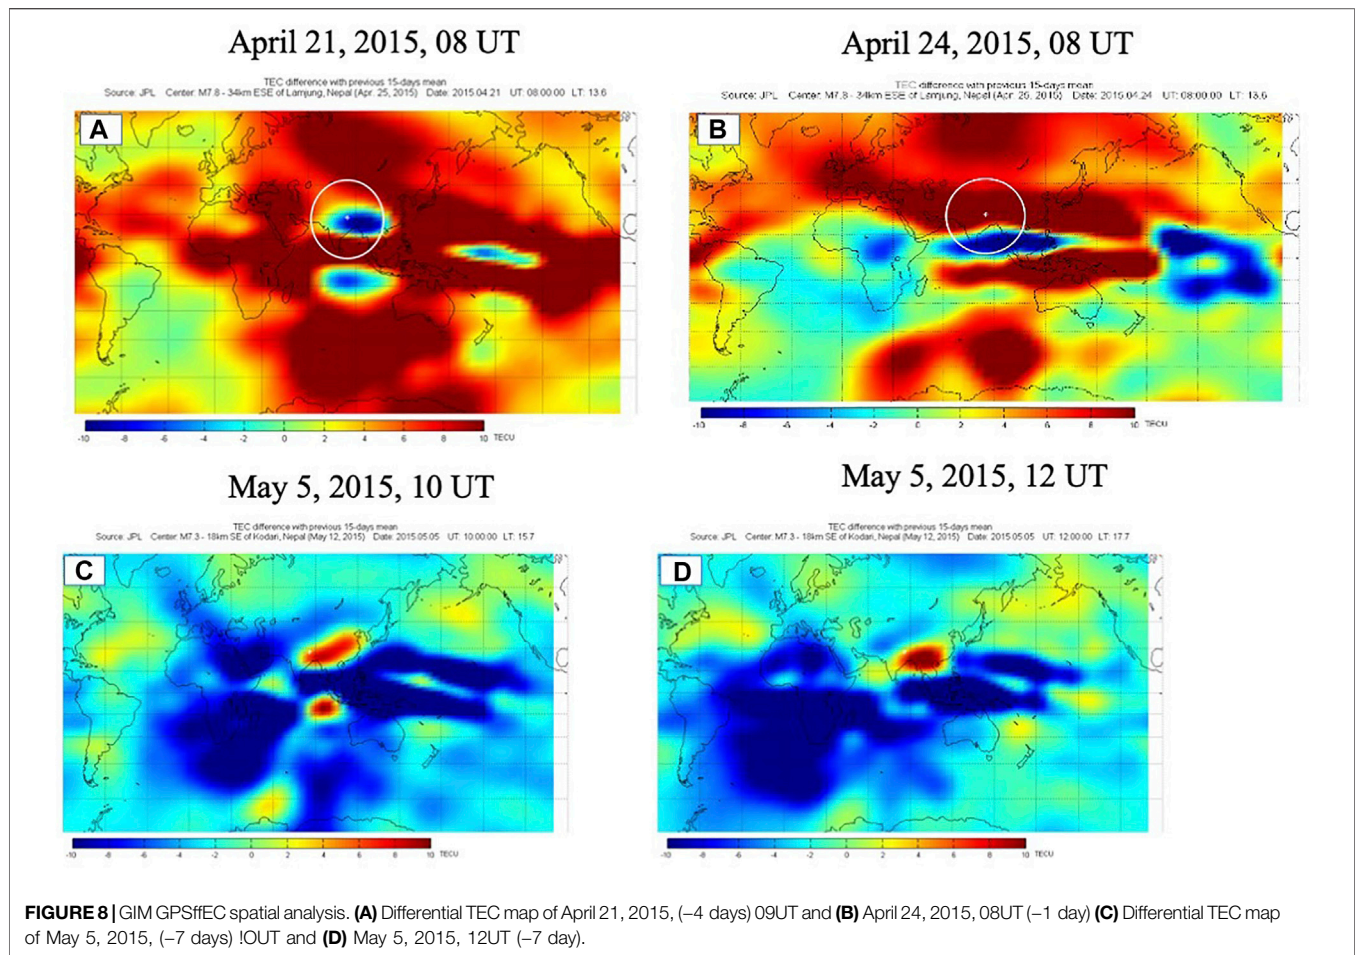 April 21, 2015, 08 UT
April 24, 2015, 08 UT
TEC difference with previous 15-days mean
Source: JPL Center: M7.8 - 34km ESE of Lamjung, Nepal (Apr. 25, 2015) Date: 2015.04.21 UT: 08:00:00 LT: 13.6
TEC difference with previous 15-days mean
Source: JPL Center: M7.8 - 34km ESE of Lamjung, Nepal (Apr. 25, 2015) Date: 2015.04.24 UT: 08:00:00 LT: 13.6
A
B
-10 -8 -6 -4 -2 0 2 4 6 8 10 TECU
-10 -8 -6 -4 -2 0 2 4 6 8 10 TECU
May 5, 2015, 10 UT
May 5, 2015, 12 UT
TEC difference with previous 15-days mean
Source: JPL Center: M7.3 - 18km SE of Kodari, Nepal (May 12, 2015) Date: 2015.05.05 UT: 10:00:00 LT: 15.7
TEC difference with previous 15-days mean
Source: JPL Center: M7.3 - 18km SE of Kodari, Nepal (May 12, 2015) Date: 2015.05.05 UT: 12:00:00 LT: 17.7
C
D
-10 -8 -6 -4 -2 0 2 4 6 8 10 TECU
-10 -8 -6 -4 -2 0 2 4 6 8 10 TECU
FIGURE 8 | GIM GPSffEC spatial analysis. (A) Differential TEC map of April 21, 2015, (−4 days) 09UT and (B) April 24, 2015, 08UT (−1 day) (C) Differential TEC map
of May 5, 2015, (−7 days) !OUT and (D) May 5, 2015, 12UT (−7 day).